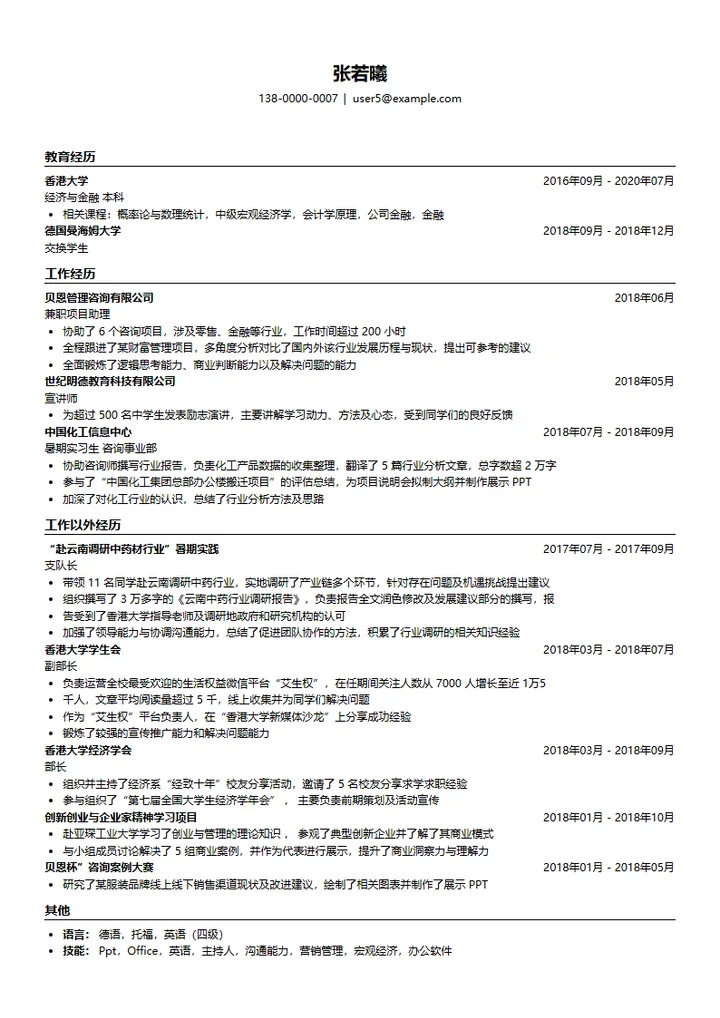 张若曦
138-0000-0007 | user5@example.com
教育经历
香港大学 2016年09月 - 2020年07月
经济与金融 本科
• 相关课程：概率论与数理统计，中级宏观经济学，会计学原理，公司金融，金融
德国曼海姆大学 2018年09月 - 2018年12月
交换学生
工作经历
贝恩管理咨询有限公司 2018年06月
兼职项目助理
• 协助了 6 个咨询项目，涉及零售、金融等行业，工作时间超过 200 小时
• 全程跟进了某财富管理项目，多角度分析对比了国内外该行业发展历程与现状，提出可参考的建议
• 全面锻炼了逻辑思考能力、商业判断能力以及解决问题的能力
世纪明德教育科技有限公司 2018年05月
宣讲师
• 为超过 500 名中学生发表励志演讲，主要讲解学习动力、方法及心态，受到同学们的良好反馈
中国化工信息中心 2018年07月 - 2018年09月
暑期实习生 咨询事业部
• 协助咨询师撰写行业报告，负责化工产品数据的收集整理，翻译了 5 篇行业分析文章，总字数超 2 万字
• 参与了“中国化工集团总部办公楼搬迁项目”的评估总结，为项目说明会拟制大纲并制作展示 PPT
• 加深了对化工行业的认识，总结了行业分析方法及思路
工作以外经历
“赴云南调研中药材行业”暑期实践 2017年07月 - 2017年09月
支队长
• 带领 11 名同学赴云南调研中药行业，实地调研了产业链多个环节，针对存在问题及机遇挑战提出建议
• 组织撰写了 3 万多字的《云南中药行业调研报告》，负责报告全文润色修改及发展建议部分的撰写，报
• 告受到了香港大学指导老师及调研地政府和研究机构的认可
• 加强了领导能力与协调沟通能力，总结了促进团队协作的方法，积累了行业调研的相关知识经验
香港大学学生会 2018年03月 - 2018年07月
副部长
• 负责运营全校最受欢迎的生活权益微信平台“艾生权”，在任期间关注人数从 7000 人增长至近 1万5
• 千人，文章平均阅读量超过 5 千，线上收集并为同学们解决问题
• 作为“艾生权”平台负责人，在“香港大学新媒体沙龙”上分享成功经验
• 锻炼了较强的宣传推广能力和解决问题能力
香港大学经济学会 2018年03月 - 2018年09月
部长
• 组织并主持了经济系“经致十年”校友分享活动，邀请了 5 名校友分享求学求职经验
• 参与组织了“第七届全国大学生经济学年会” ， 主要负责前期策划及活动宣传
创新创业与企业家精神学习项目 2018年01月 - 2018年10月
• 赴亚琛工业大学学习了创业与管理的理论知识 ， 参观了典型创新企业并了解了其商业模式
• 与小组成员讨论解决了 5 组商业案例，并作为代表进行展示，提升了商业洞察力与理解力
贝恩杯”咨询案例大赛 2018年01月 - 2018年05月
• 研究了某服装品牌线上线下销售渠道现状及改进建议，绘制了相关图表并制作了展示 PPT
其他
• 语言： 德语，托福，英语（四级）
• 技能： Ppt，Office，英语，主持人，沟通能力，营销管理，宏观经济，办公软件